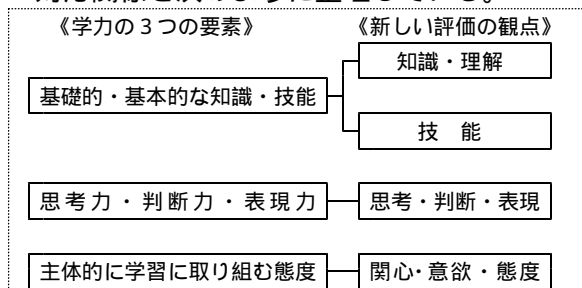 《学力の３つの要素》　《新しい評価の観点》
知識・理解
基礎的・基本的な知識・技能
技　能
思考力・判断力・表現力　思考・判断・表現
主体的に学習に取り組む態度　関心・意欲・態度